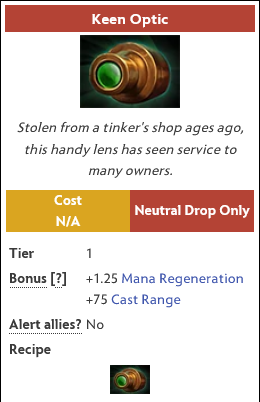 Keen Optic
Stolen from a tinker's shop ages ago,
this handy lens has seen service to
many owners.
Cost
N/A
Neutral Drop Only
Tier 1
Bonus [?] +1.25 Mana Regeneration
+75 Cast Range
Alert allies? No
Recipe